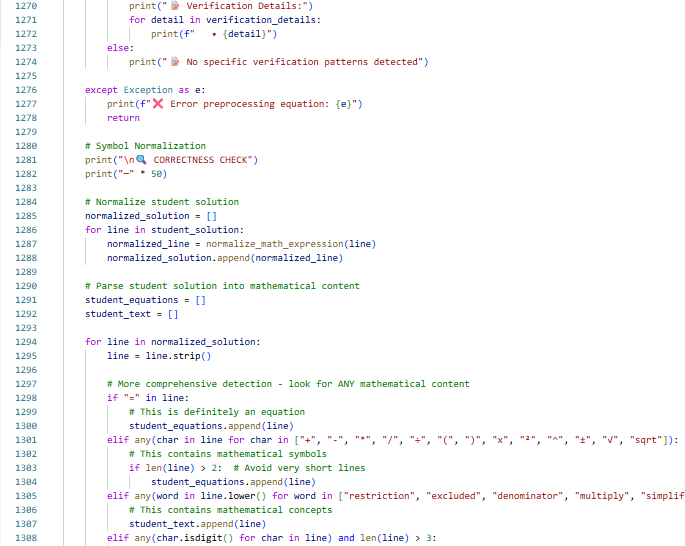 1270 print(" 📝 Verification Details:")
1271 for detail in verification_details:
1272 print(f"   • {detail}")
1273 else:
1274 print(" 📝 No specific verification patterns detected")
1275
1276 except Exception as e:
1277 print(f"❌ Error preprocessing equation: {e}")
1278 return
1279
1280 # Symbol Normalization
1281 print("\n🔍 CORRECTNESS CHECK")
1282 print("─" * 50)
1283
1284 # Normalize student solution
1285 normalized_solution = []
1286 for line in student_solution:
1287 normalized_line = normalize_math_expression(line)
1288 normalized_solution.append(normalized_line)
1289
1290 # Parse student solution into mathematical content
1291 student_equations = []
1292 student_text = []
1293
1294 for line in normalized_solution:
1295 line = line.strip()
1296
1297 # More comprehensive detection - look for ANY mathematical content
1298 if "=" in line:
1299 # This is definitely an equation
1300 student_equations.append(line)
1301 elif any(char in line for char in ["+", "-", "*", "/", "÷", "(", ")", "x", "²", "^", "±", "√", "sqrt"]):
1302 # This contains mathematical symbols
1303 if len(line) > 2:  # Avoid very short lines
1304 student_equations.append(line)
1305 elif any(word in line.lower() for word in ["restriction", "excluded", "denominator", "multiply", "simplif
1306 # This contains mathematical concepts
1307 student_text.append(line)
1308 elif any(char.isdigit() for char in line) and len(line) > 3: